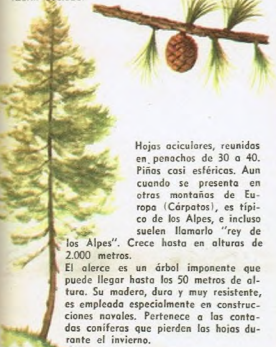 Hojas aciculares, reunidas
en penachos de 30 a 40.
Piñas casi esféricas. Aun
cuando se presenta en
otras montañas de Eu-
ropa (Cárpatos), es típi-
co de los Alpes, e incluso
suelen llamarlo "rey de
los Alpes". Crece hasta en alturas de
2.000 metros.
El alerce es un árbol imponente que
puede llegar hasta los 50 metros de al-
tura. Su madera, dura y muy resistente,
es empleada especialmente en construc-
ciones navales. Pertenece a las conta-
das coníferas que pierden las hojas du-
rante el invierno.